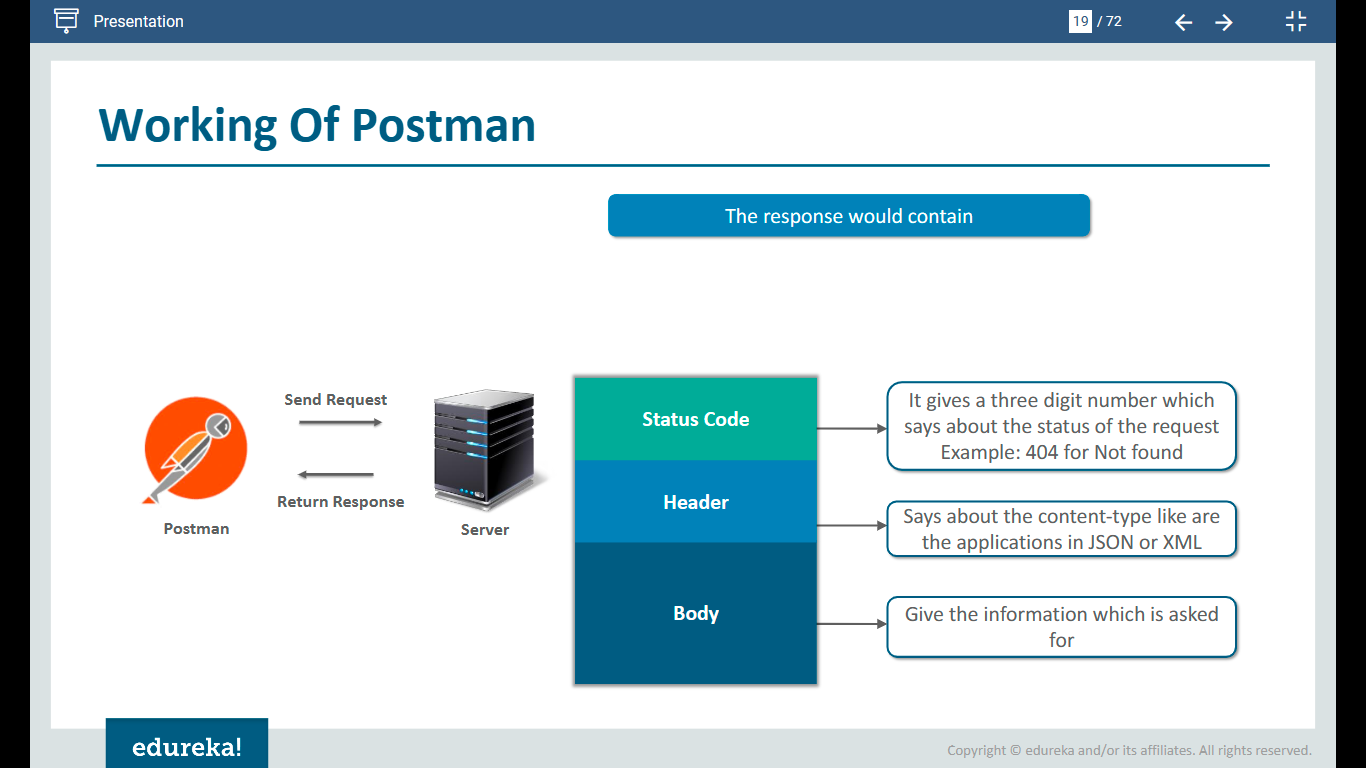 Presentation
19 / 72
Working Of Postman
The response would contain
Send Request
Return Response
Postman
Server
Status Code
Header
Body
It gives a three digit number which
says about the status of the request
Example: 404 for Not found
Says about the content-type like are
the applications in JSON or XML
Give the information which is asked
for
edureka!
Copyright © edureka and/or its affiliates. All rights reserved.